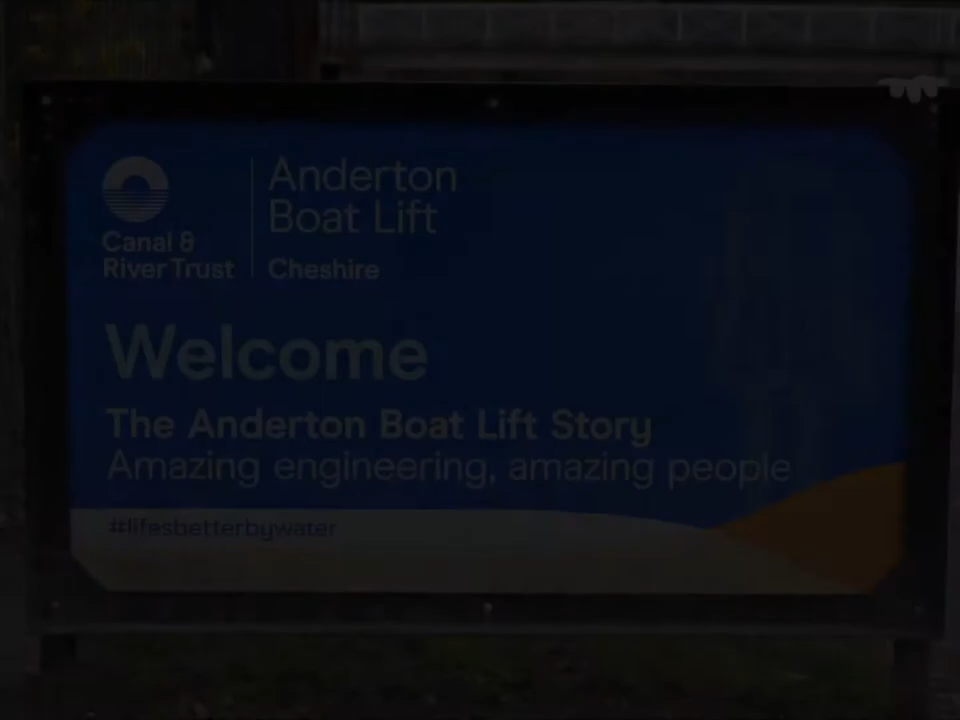 Canal &
River Trust
Anderton
Boat Lift
Cheshire
Welcome
The Anderton Boat Lift Story
Amazing engineering, amazing people
#lifesbetterbywater